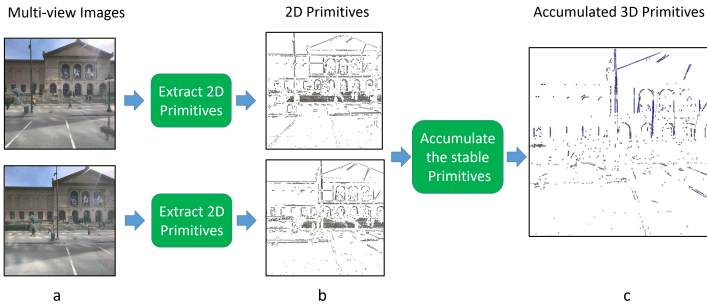 Multi-view Images
2D Primitives
Accumulated 3D Primitives
Extract 2D
Primitives
Accumulate
the stable
Primitives
Extract 2D
Primitives
a
b
c